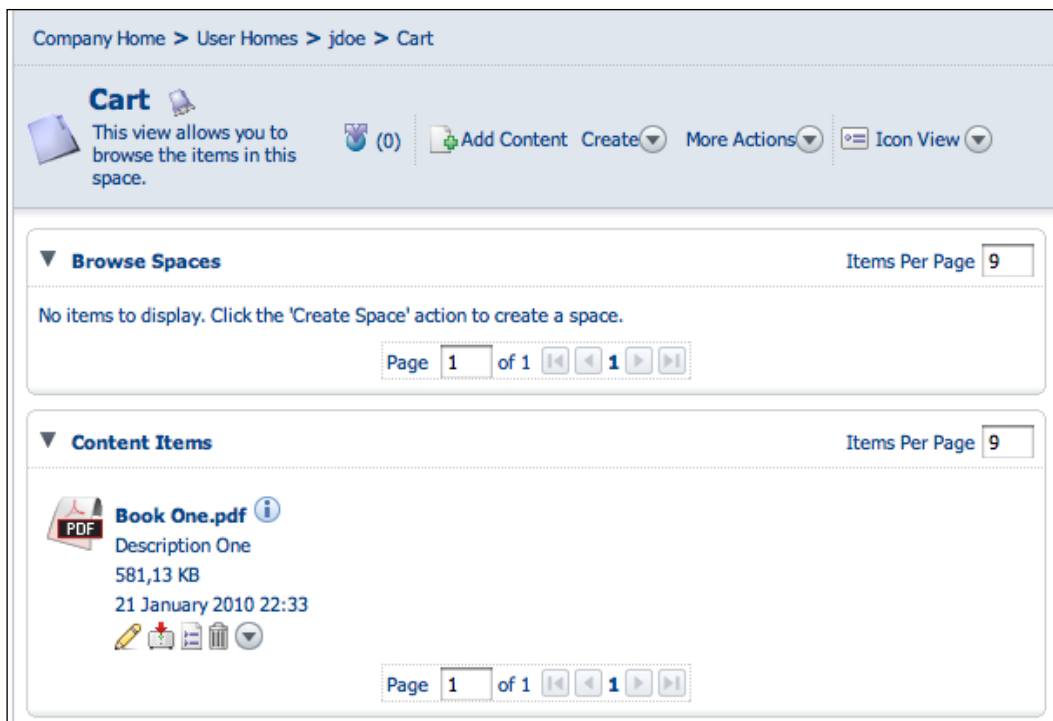 Company Home > User Homes > jdoe > Cart
Cart
This view allows you to
browse the items in this
space.
(0) Add Content Create More Actions Icon View
Browse Spaces Items Per Page 9
No items to display. Click the 'Create Space' action to create a space.
Page 1 of 1 1
Content Items Items Per Page 9
PDF
Book One.pdf i
Description One
581,13 KB
21 January 2010 22:33
Page 1 of 1 1